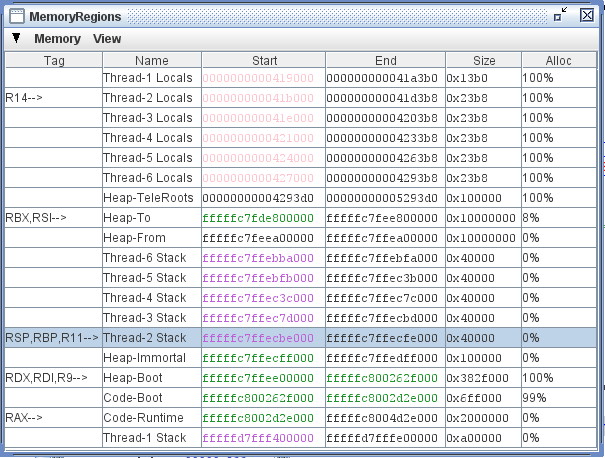 MemoryRegions
Memory View
Tag Name Start End Size Alloc
Thread-1 Locals 0000000000419000 000000000041a3b0 0x13b0 100%
R14--> Thread-2 Locals 000000000041b000 000000000041d3b8 0x23b8 100%
Thread-3 Locals 000000000041e000 00000000004203b8 0x23b8 100%
Thread-4 Locals 0000000000421000 00000000004233b8 0x23b8 100%
Thread-5 Locals 0000000000424000 00000000004263b8 0x23b8 100%
Thread-6 Locals 0000000000427000 00000000004293b8 0x23b8 100%
Heap-TeleRoots 00000000004293d0 00000000005293d0 0x100000 100%
RBX,RSI--> Heap-To fffffc7fde800000 fffffc7fee800000 0x10000000 8%
Heap-From fffffc7feea00000 fffffc7ffea00000 0x10000000 0%
Thread-6 Stack fffffc7ffebba000 fffffc7ffebfa000 0x40000 0%
Thread-5 Stack fffffc7ffebfb000 fffffc7ffec3b000 0x40000 0%
Thread-4 Stack fffffc7ffec3c000 fffffc7ffec7c000 0x40000 0%
Thread-3 Stack fffffc7ffec7d000 fffffc7ffecbd000 0x40000 0%
RSP,RBP,R11--> Thread-2 Stack fffffc7ffecbe000 fffffc7ffecfe000 0x40000 0%
Heap-Immortal fffffc7ffecff000 fffffc7ffedff000 0x100000 0%
RDX,RDI,R9--> Heap-Boot fffffc7ffee00000 fffffc800262f000 0x382f000 100%
Code-Boot fffffc800262f000 fffffc8002d2e000 0x6ff000 99%
RAX--> Code-Runtime fffffc8002d2e000 fffffc8004d2e000 0x2000000 0%
Thread-1 Stack fffffd7fff400000 fffffd7fffe00000 0xa00000 0%